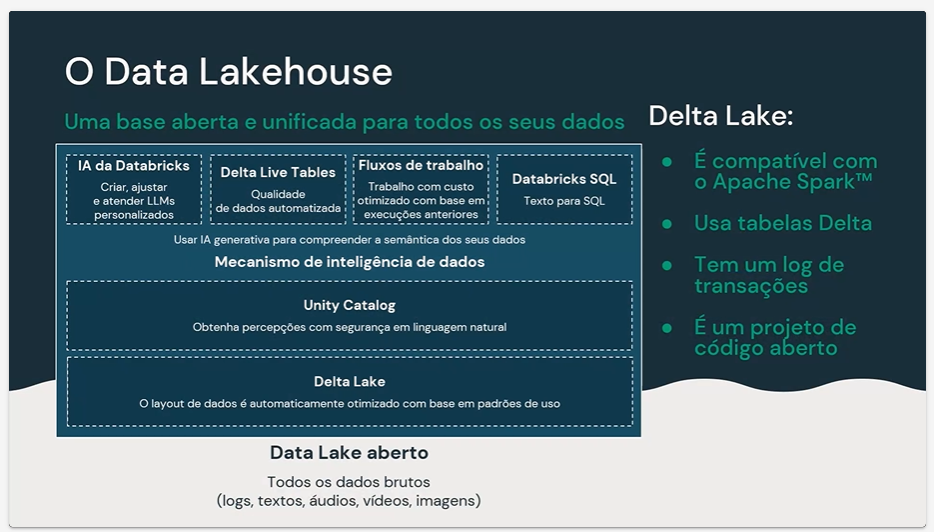 O Data Lakehouse
Uma base aberta e unificada para todos os seus dados
IA da Databricks
Criar, ajustar
e atender LLMs
personalizados
Delta Live Tables
Qualidade
de dados automatizada
Fluxos de trabalho
Trabalho com custo
otimizado com base em
execuções anteriores
Databricks SQL
Texto para SQL
Usar IA generativa para compreender a semântica dos seus dados
Mecanismo de inteligência de dados
Unity Catalog
Obtenha percepções com segurança em linguagem natural
Delta Lake
O layout de dados é automaticamente otimizado com base em padrões de uso
Data Lake aberto
Todos os dados brutos
(logs, textos, áudios, vídeos, imagens)
Delta Lake:
● É compatível com
o Apache Spark™
● Usa tabelas Delta
● Tem um log de
transações
● É um projeto de
código aberto